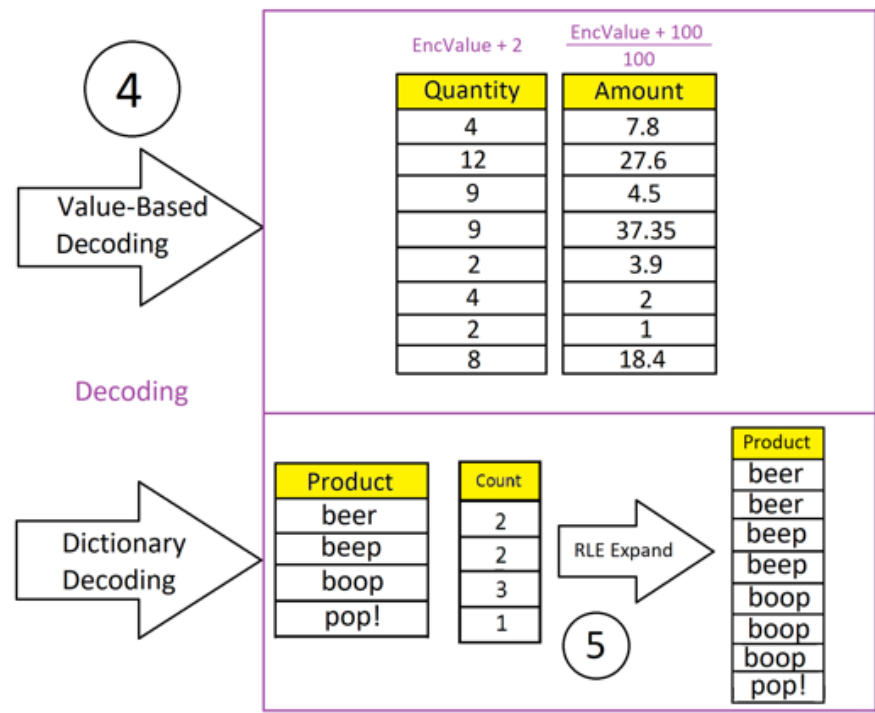 4
Value-Based
Decoding
EncValue + 2
EncValue + 100
100
Quantity Amount
4 7.8
12 27.6
9 4.5
9 37.35
2 3.9
4 2
2 1
8 18.4
Decoding
Dictionary
Decoding
Product
beer
beep
boop
pop!
Count
2
2
3
1
RLE Expand
5
Product
beer
beer
beep
beep
boop
boop
boop
pop!